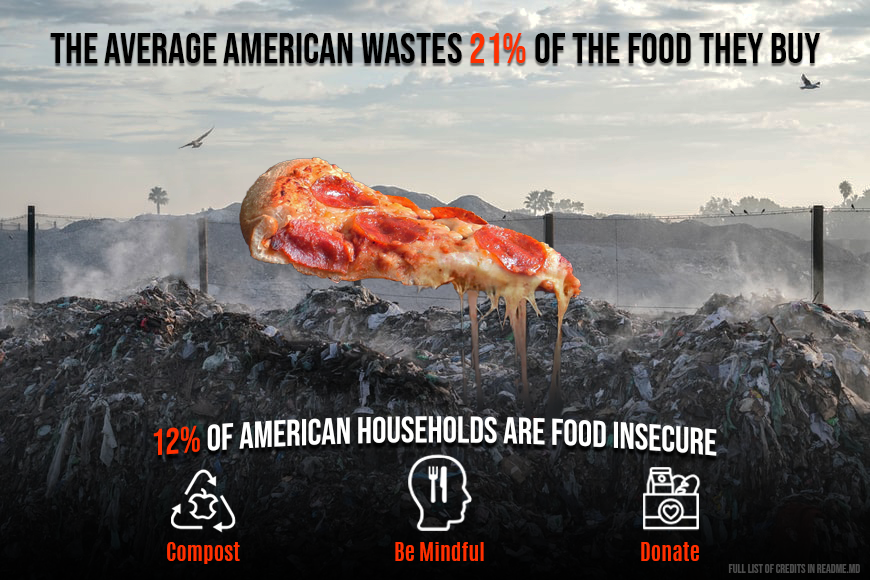 THE AVERAGE AMERICAN WASTES 21% OF THE FOOD THEY BUY
12% OF AMERICAN HOUSEHOLDS ARE FOOD INSECURE
Compost
Be Mindful
Donate
FULL LIST OF CREDITS IN README.MD